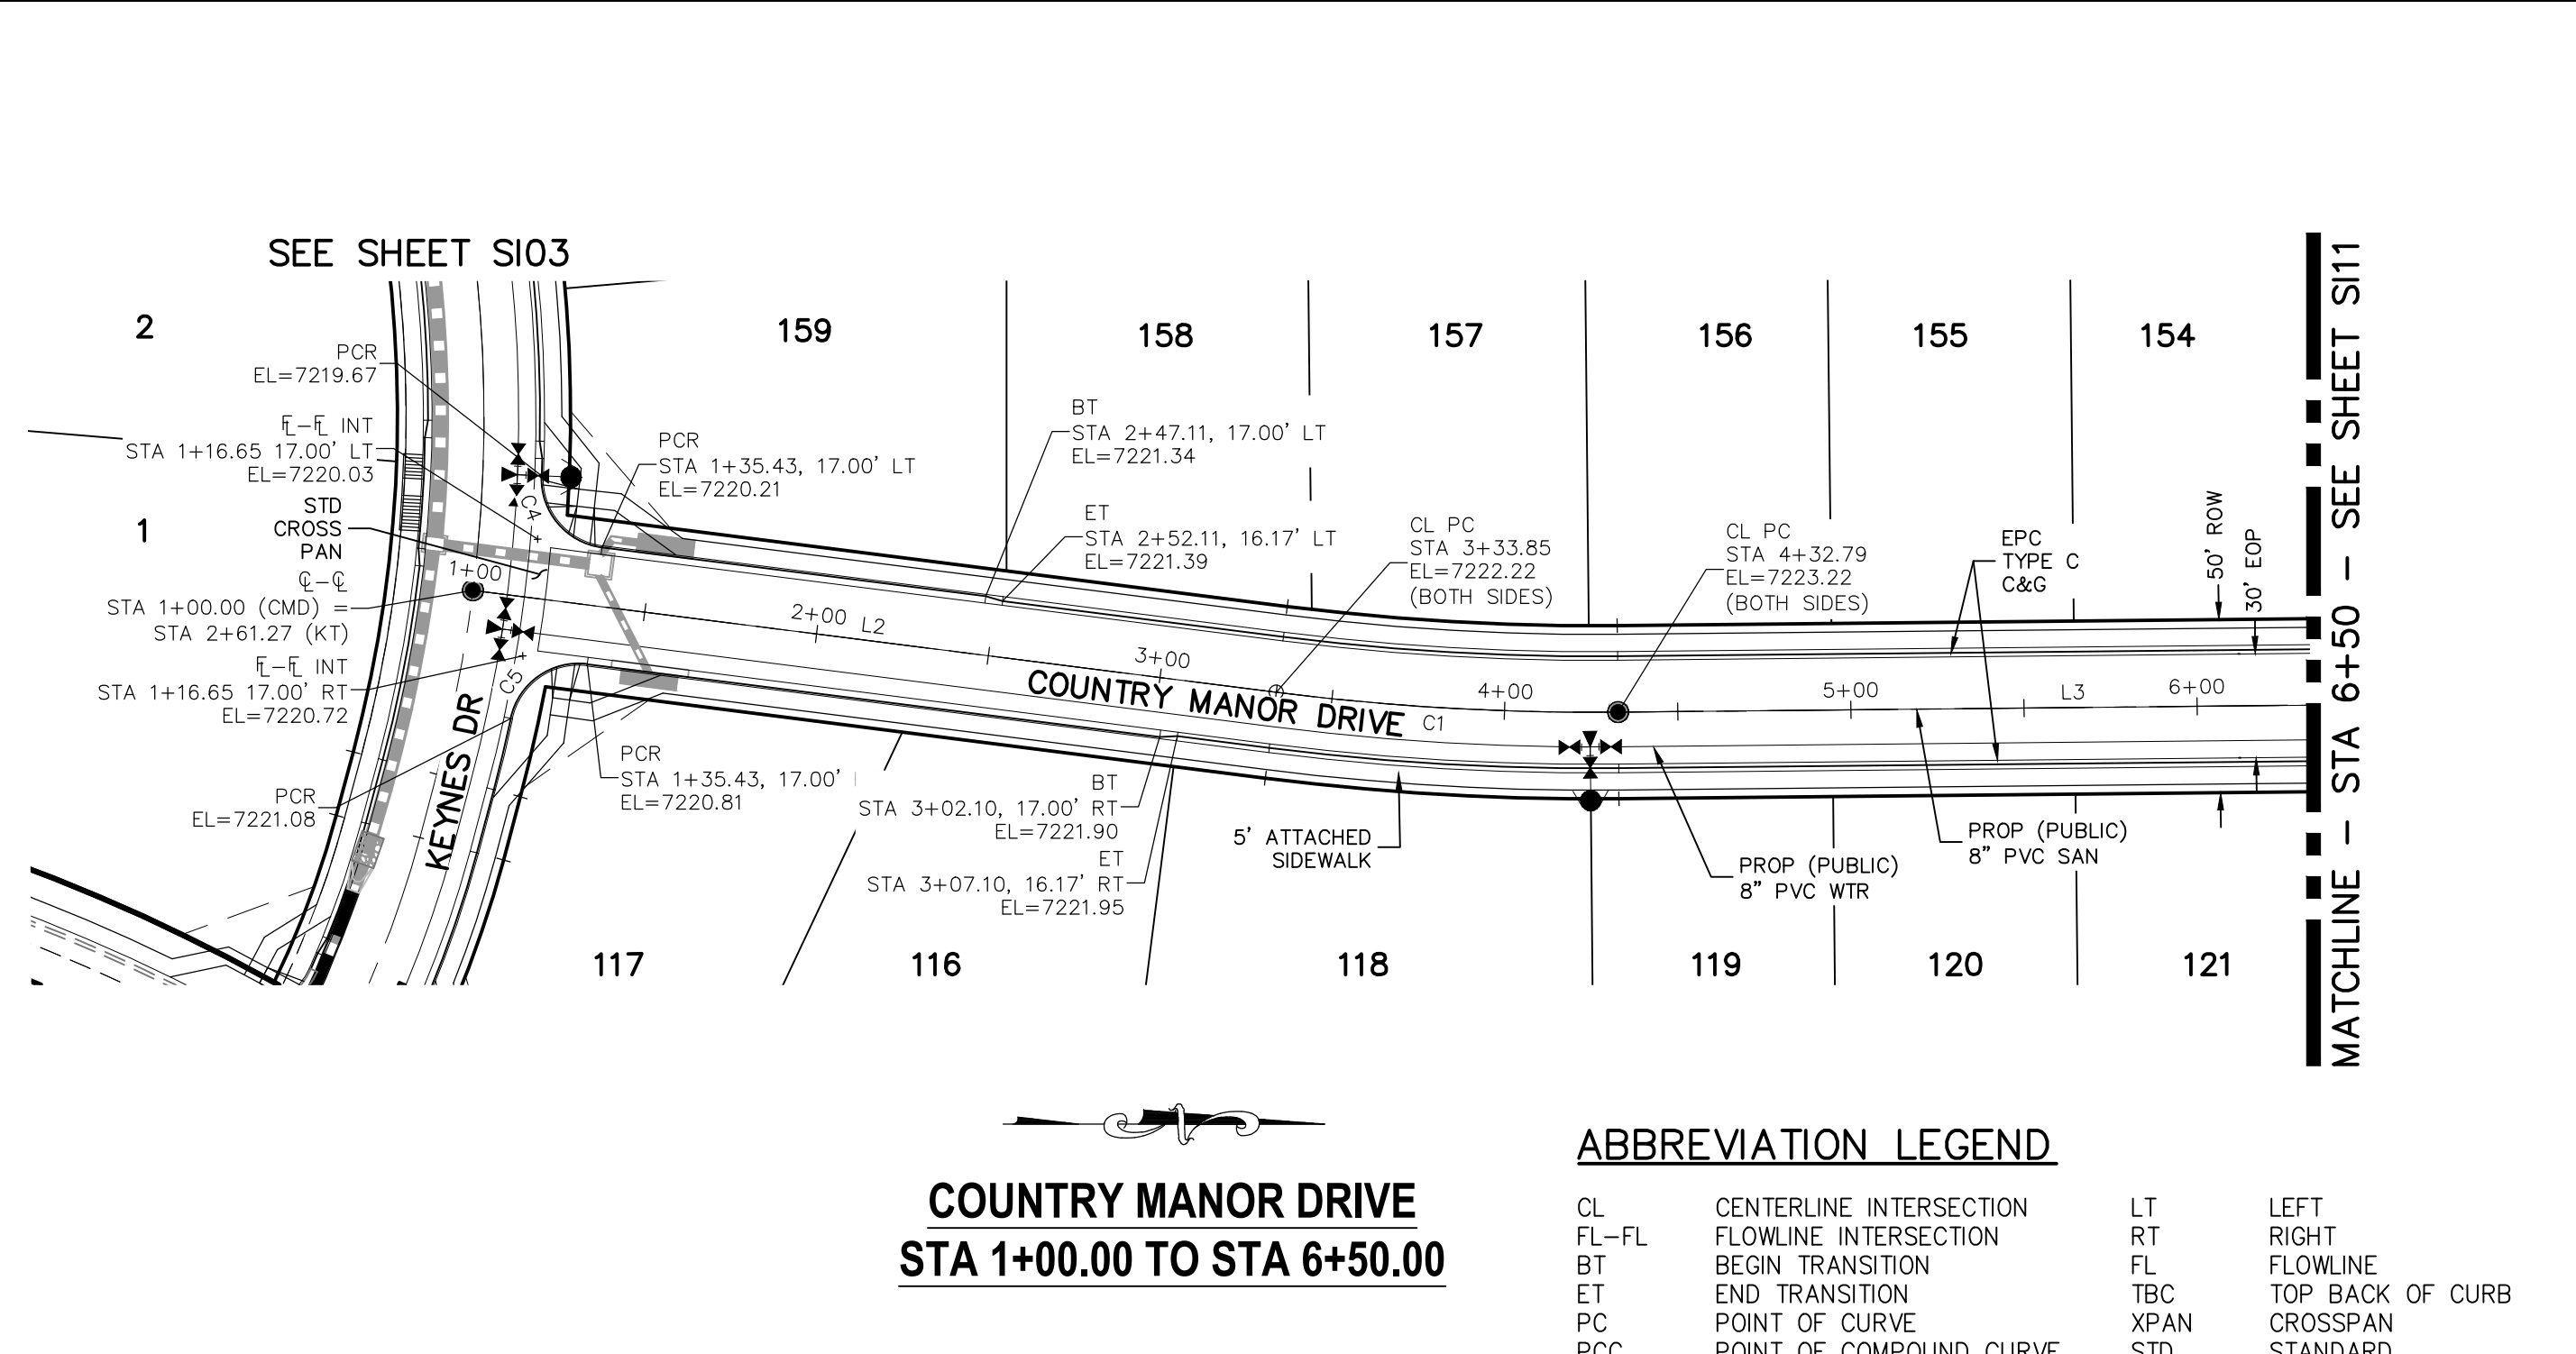 SEE SHEET SI03
2
159
158
157
156
155
154
PCR
EL=7219.67
FL-FL INT
STA 1+16.65 17.00' LT
EL=7220.03
STD
CROSS
PAN
1
CL-CL
STA 1+00.00 (CMD) =
STA 2+61.27 (KT)
FL-FL INT
STA 1+16.65 17.00' RT
EL=7220.72
PCR
EL=7221.08
PCR
STA 1+35.43, 17.00' LT
EL=7220.21
BT
STA 2+47.11, 17.00' LT
EL=7221.34
ET
STA 2+52.11, 16.17' LT
EL=7221.39
CL PC
STA 3+33.85
EL=7222.22
(BOTH SIDES)
CL PC
STA 4+32.79
EL=7223.22
(BOTH SIDES)
EPC
TYPE C
C&G
50' ROW
30' EOP
C4
C5
1+00
2+00 L2
3+00
4+00
5+00
L3
6+00
COUNTRY MANOR DRIVE C1
KEYNES DR
PCR
STA 1+35.43, 17.00'
EL=7220.81
BT
STA 3+02.10, 17.00' RT
EL=7221.90
ET
STA 3+07.10, 16.17' RT
EL=7221.95
5' ATTACHED
SIDEWALK
PROP (PUBLIC)
8" PVC WTR
PROP (PUBLIC)
8" PVC SAN
117
116
118
119
120
121
MATCHLINE - STA 6+50 - SEE SHEET SI11
COUNTRY MANOR DRIVE
STA 1+00.00 TO STA 6+50.00
ABBREVIATION LEGEND
CL CENTERLINE INTERSECTION LT LEFT
FL-FL FLOWLINE INTERSECTION RT RIGHT
BT BEGIN TRANSITION FL FLOWLINE
ET END TRANSITION TBC TOP BACK OF CURB
PC POINT OF CURVE XPAN CROSSPAN
PCC POINT OF COMPOUND CURVE STD STANDARD